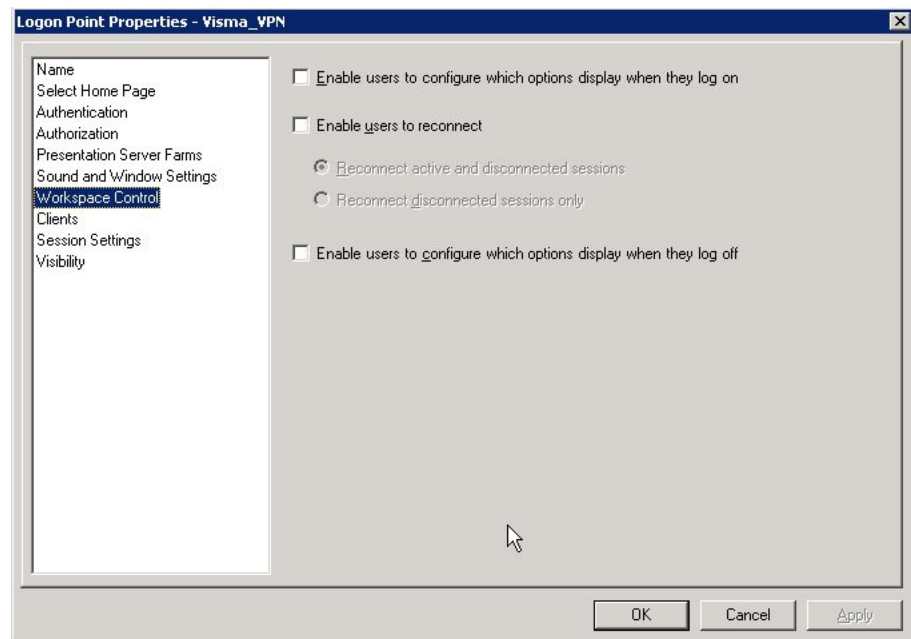 Logon Point Properties - Visma_VPN
Name
Select Home Page
Authentication
Authorization
Presentation Server Farms
Sound and Window Settings
Workspace Control
Clients
Session Settings
Visibility
Enable users to configure which options display when they log on
Enable users to reconnect
Reconnect active and disconnected sessions
Reconnect disconnected sessions only
Enable users to configure which options display when they log off
OK Cancel Apply